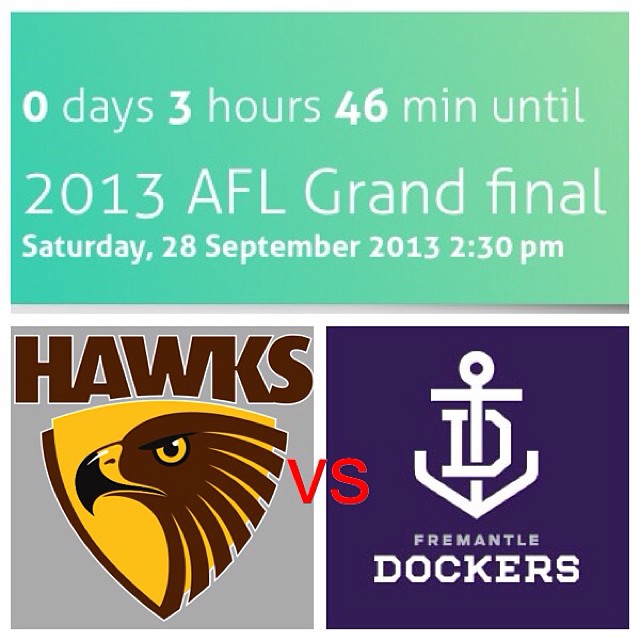 0 days 3 hours 46 min until
2013 AFL Grand final
Saturday, 28 September 2013 2:30 pm
HAWKS
VS
D
FREMANTLE
DOCKERS